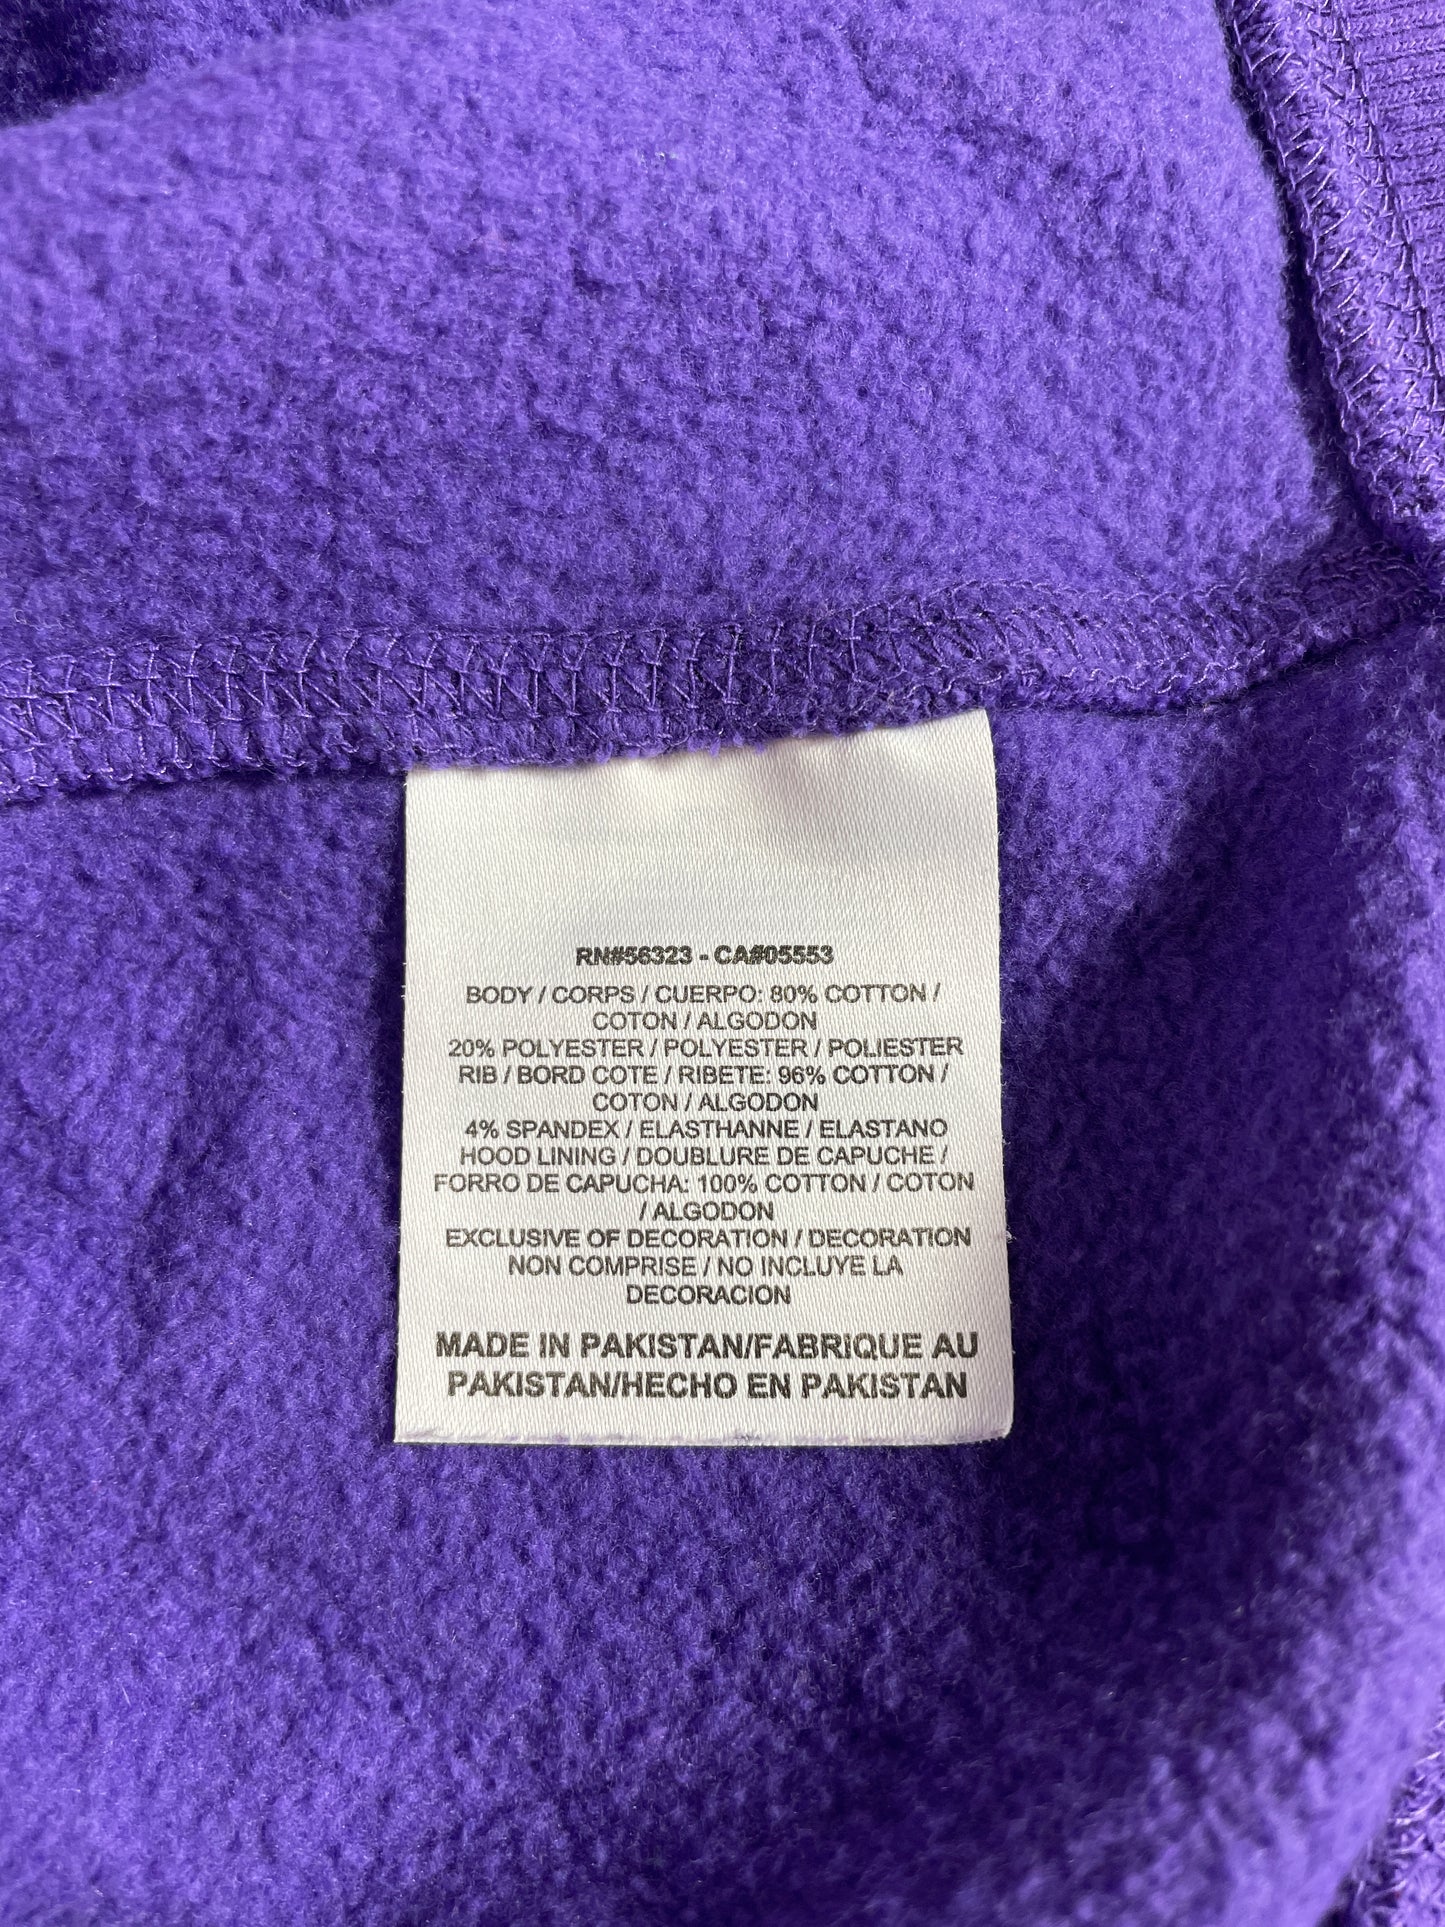 RN#56323 - CA#05553
BODY / CORPS / CUERPO: 80% COTTON /
COTON / ALGODON
20% POLYESTER / POLYESTER / POLIESTER
RIB / BORD COTE / RIBETE: 96% COTTON /
COTON / ALGODON
4% SPANDEX / ELASTHANNE / ELASTANO
HOOD LINING / DOUBLURE DE CAPUCHE /
FORRO DE CAPUCHA: 100% COTTON / COTON
/ ALGODON
EXCLUSIVE OF DECORATION / DECORATION
NON COMPRISE / NO INCLUYE LA
DECORACION
MADE IN PAKISTAN/FABRIQUE AU
PAKISTAN/HECHO EN PAKISTAN